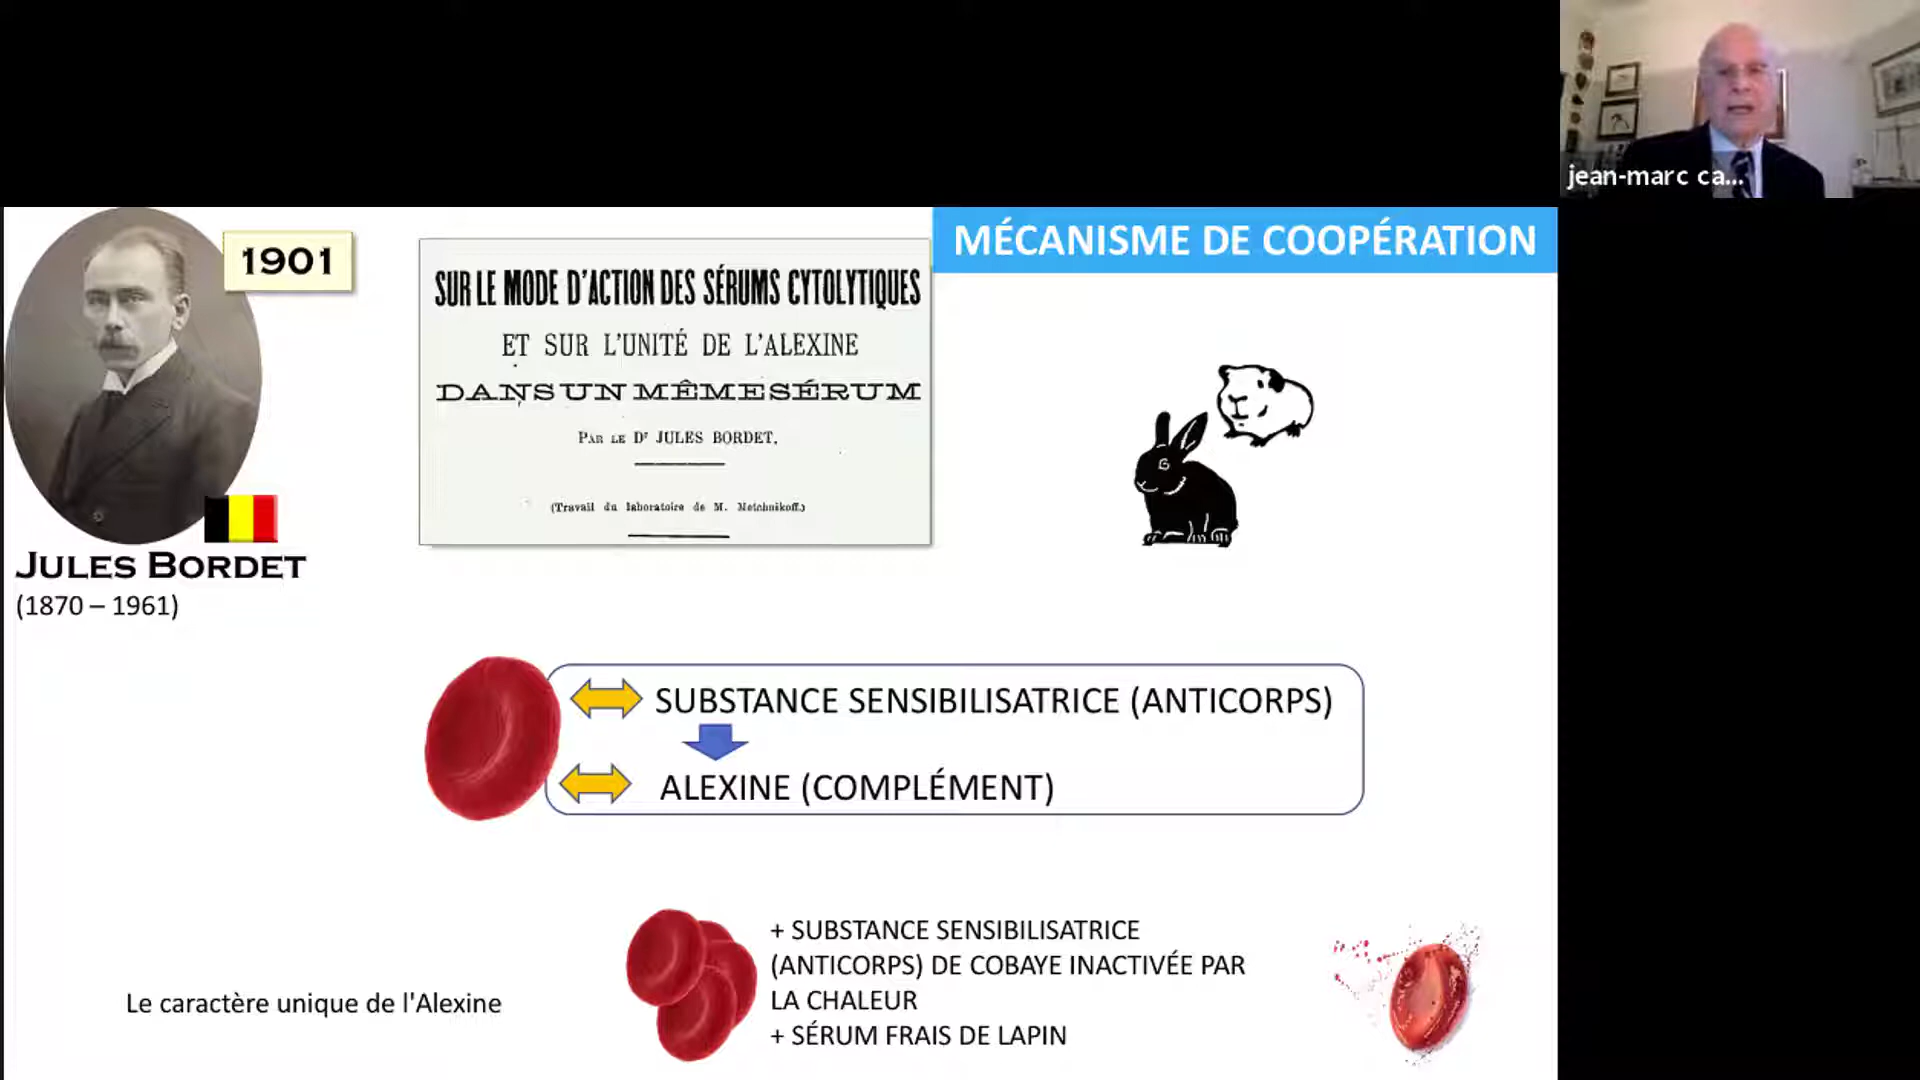 jean-marc ca...
1901
MÉCANISME DE COOPÉRATION
SUR LE MODE D'ACTION DES SÉRUMS CYTOLYTIQUES
ET SUR L'UNITÉ DE L'ALEXINE
DANS UN MÊME SÉRUM
PAR LE Dr JULES BORDET,
(Travail du laboratoire de M. Metchnikoff.)
JULES BORDET
(1870 – 1961)
SUBSTANCE SENSIBILISATRICE (ANTICORPS)
ALEXINE (COMPLÉMENT)
Le caractère unique de l'Alexine
+ SUBSTANCE SENSIBILISATRICE
(ANTICORPS) DE COBAYE INACTIVÉE PAR
LA CHALEUR
+ SÉRUM FRAIS DE LAPIN